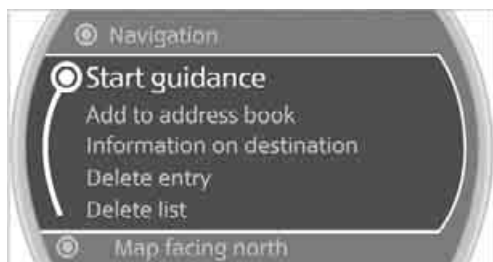 Navigation
Start guidance
Add to address book
Information on destination
Delete entry
Delete list
Map facing north